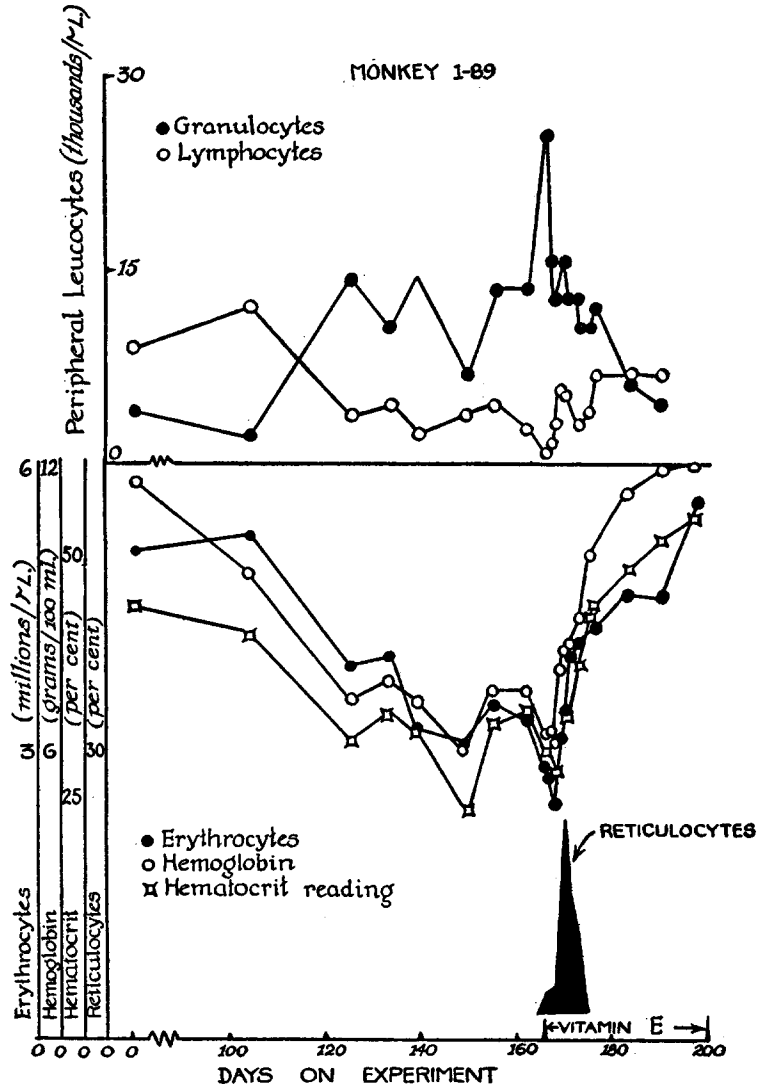 MONKEY 1-89
Peripheral Leucocytes (thousands/μL.)
30
15
0
Granulocytes
Lymphocytes
6
12
50
3
6
30
25
Erythrocytes (millions/μL.)
Hemoglobin (grams/100 ml.)
Hematocrit (per cent)
Reticulocytes (per cent)
Erythrocytes
Hemoglobin
Hematocrit reading
RETICULOCYTES
VITAMIN E
0 0 0 0 0 100 120 140 160 180 200
DAYS ON EXPERIMENT